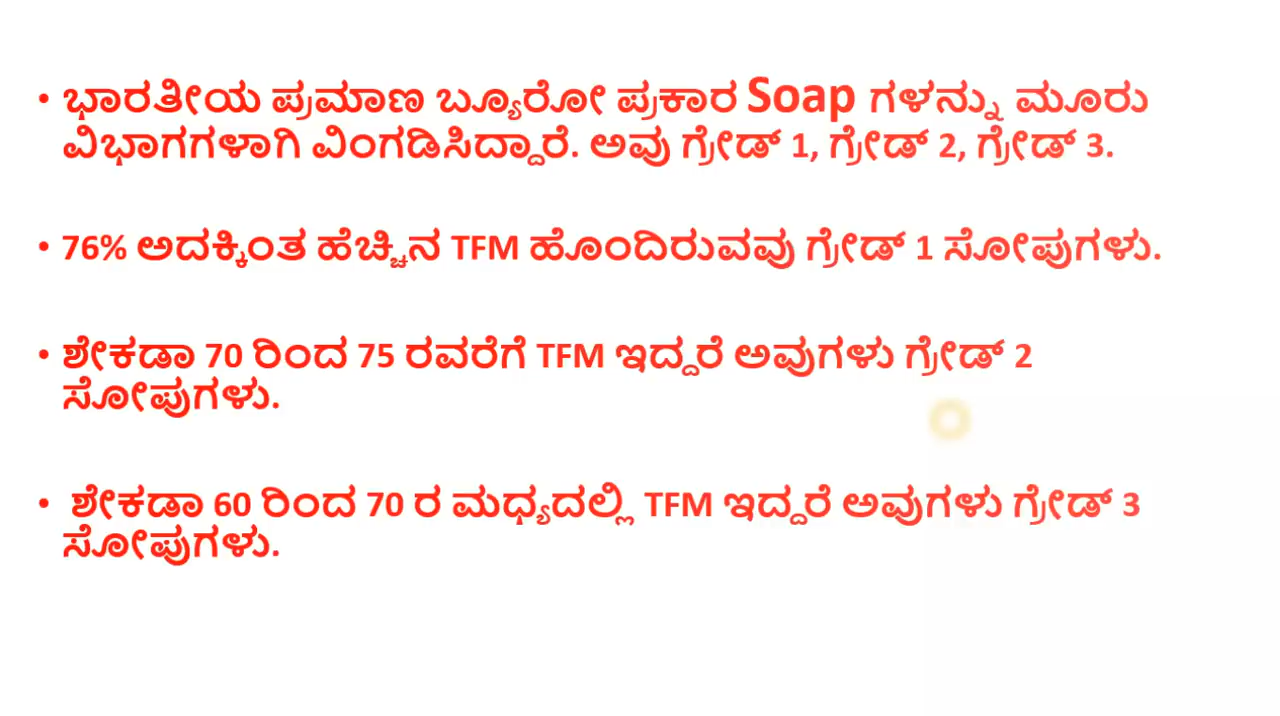 • ಭಾರತೀಯ ಪ್ರಮಾಣ ಬ್ಯೂರೋ ಪ್ರಕಾರ Soap ಗಳನ್ನು ಮೂರು
ವಿಭಾಗಗಳಾಗಿ ವಿಂಗಡಿಸಿದ್ದಾರೆ. ಅವು ಗ್ರೇಡ್ 1, ಗ್ರೇಡ್ 2, ಗ್ರೇಡ್ 3.
• 76% ಅದಕ್ಕಿಂತ ಹೆಚ್ಚಿನ TFM ಹೊಂದಿರುವವು ಗ್ರೇಡ್ 1 ಸೋಪುಗಳು.
• ಶೇಕಡಾ 70 ರಿಂದ 75 ರವರೆಗೆ TFM ಇದ್ದರೆ ಅವುಗಳು ಗ್ರೇಡ್ 2
ಸೋಪುಗಳು.
• ಶೇಕಡಾ 60 ರಿಂದ 70 ರ ಮಧ್ಯದಲ್ಲಿ TFM ಇದ್ದರೆ ಅವುಗಳು ಗ್ರೇಡ್ 3
ಸೋಪುಗಳು.